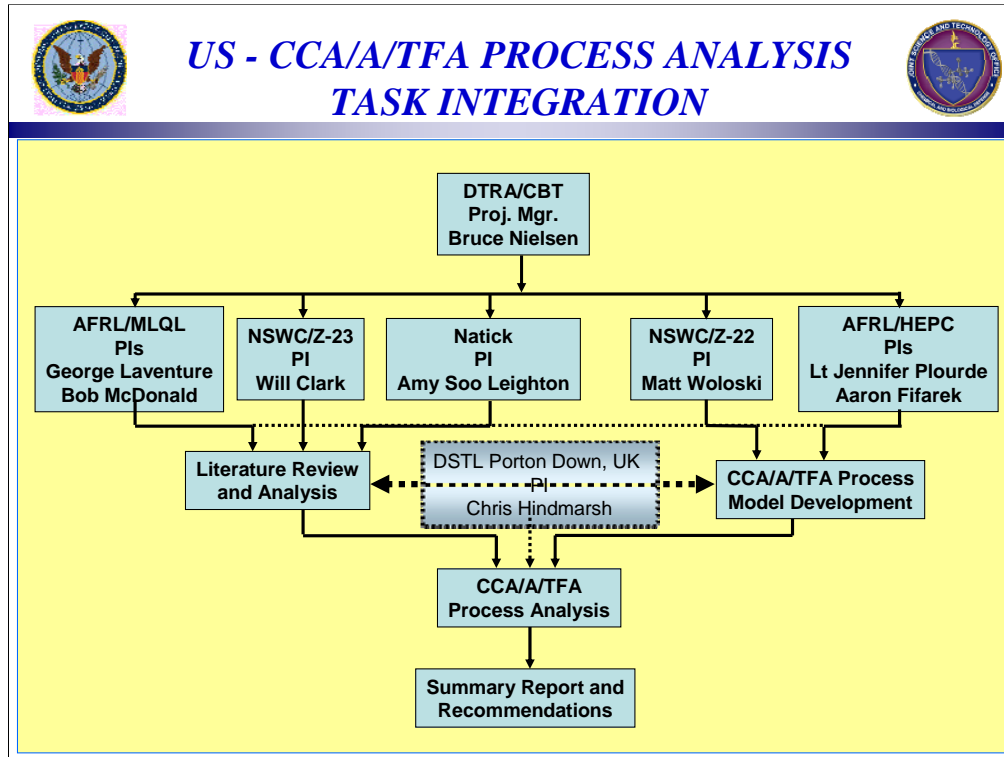 US - CCA/A/TFA PROCESS ANALYSIS
TASK INTEGRATION
DTRA/CBT
Proj. Mgr.
Bruce Nielsen
AFRL/MLQL
PIs
George Laventure
Bob McDonald
NSWC/Z-23
PI
Will Clark
Natick
PI
Amy Soo Leighton
NSWC/Z-22
PI
Matt Woloski
AFRL/HEPC
PIs
Lt Jennifer Plourde
Aaron Fifarek
Literature Review
and Analysis
DSTL Porton Down, UK
PI
Chris Hindmarsh
CCA/A/TFA Process
Model Development
CCA/A/TFA
Process Analysis
Summary Report and
Recommendations